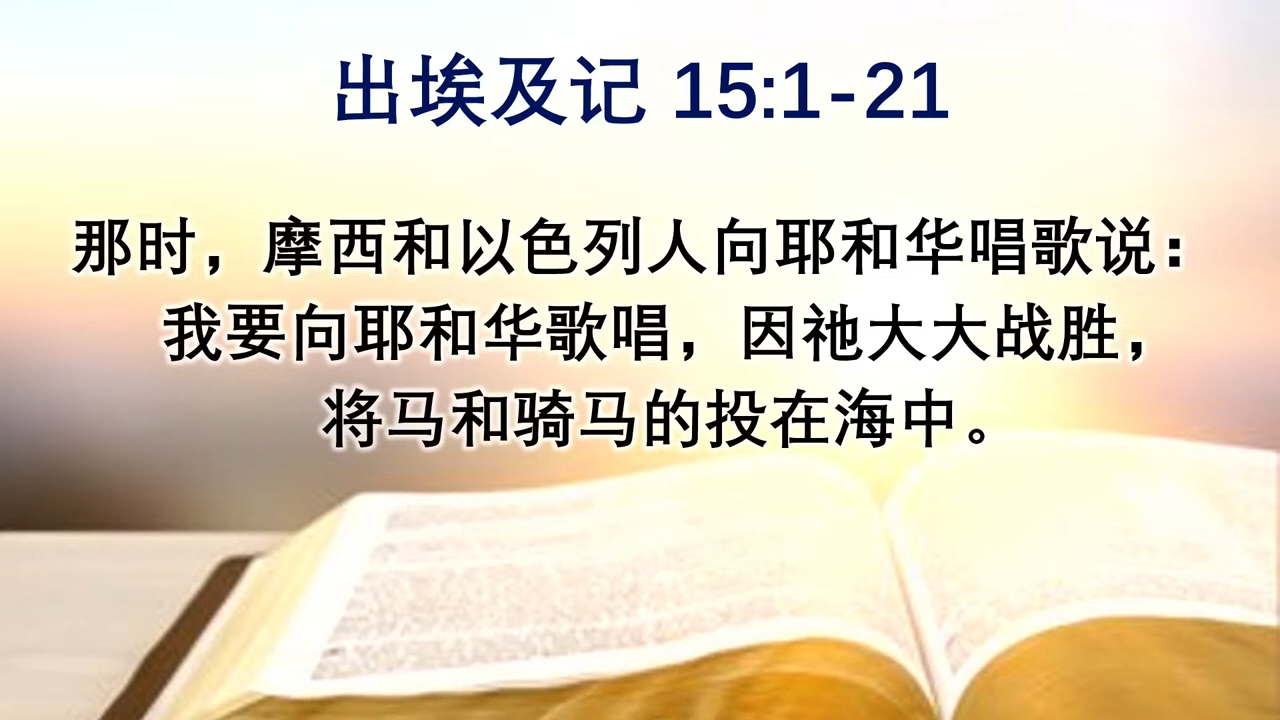 出埃及记 15:1-21
那时，摩西和以色列人向耶和华唱歌说：
我要向耶和华歌唱，因祂大大战胜，
将马和骑马的投在海中。